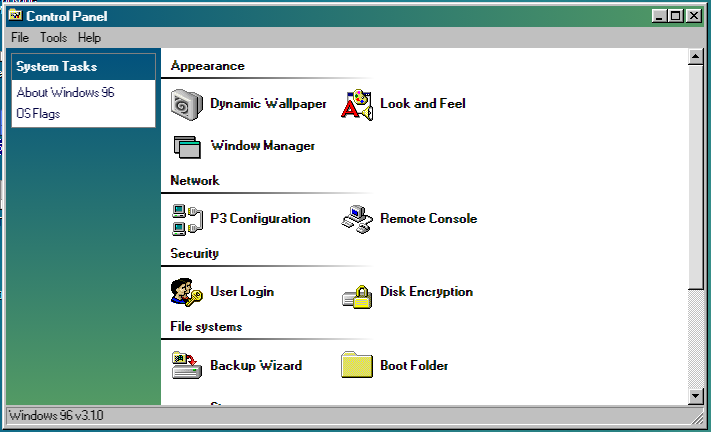 Control Panel
File Tools Help
System Tasks
About Windows 96
OS Flags
Appearance
Dynamic Wallpaper Look and Feel
Window Manager
Network
P3 Configuration Remote Console
Security
User Login Disk Encryption
File systems
Backup Wizard Boot Folder
Windows 96 v3.1.0